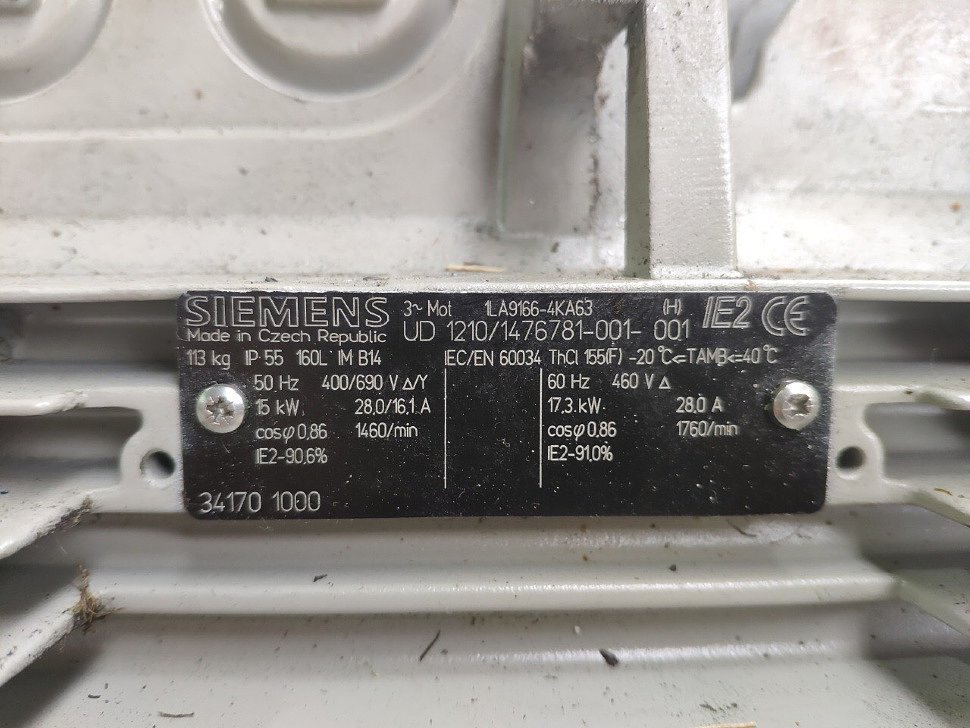 SIEMENS 3~ Mot 1LA9166-4KA63 (H) IE2 CE
Made in Czech Republic UD 1210/1476781-001- 001
113 kg IP 55 160L IM B14 IEC/EN 60034 ThCl 155(F) -20°C<=TAMB<=40°C
50 Hz 400/690 V Δ/Y 60 Hz 460 V Δ
15 kW 28,0/16,1 A 17,3 kW 28,0 A
cosφ 0,86 1460/min cosφ 0,86 1760/min
IE2-90,6% IE2-91,0%
34170 1000